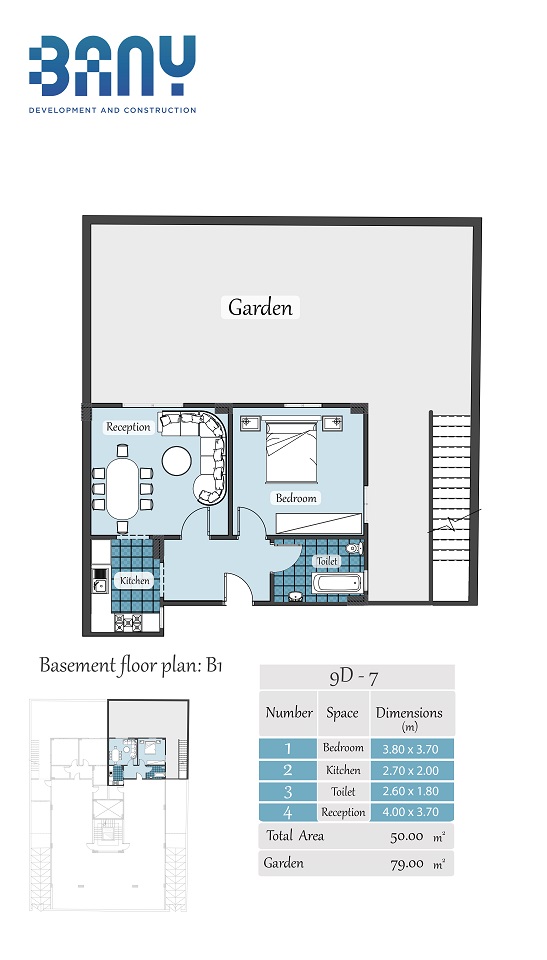 BANY
DEVELOPMENT AND CONSTRUCTION
Garden
Reception
Bedroom
Kitchen
Toilet
Basement floor plan: B1
9D - 7
Number Space Dimensions
(m)
1 Bedroom 3.80 x 3.70
2 Kitchen 2.70 x 2.00
3 Toilet 2.60 x 1.80
4 Reception 4.00 x 3.70
Total Area 50.00 m²
Garden 79.00 m²